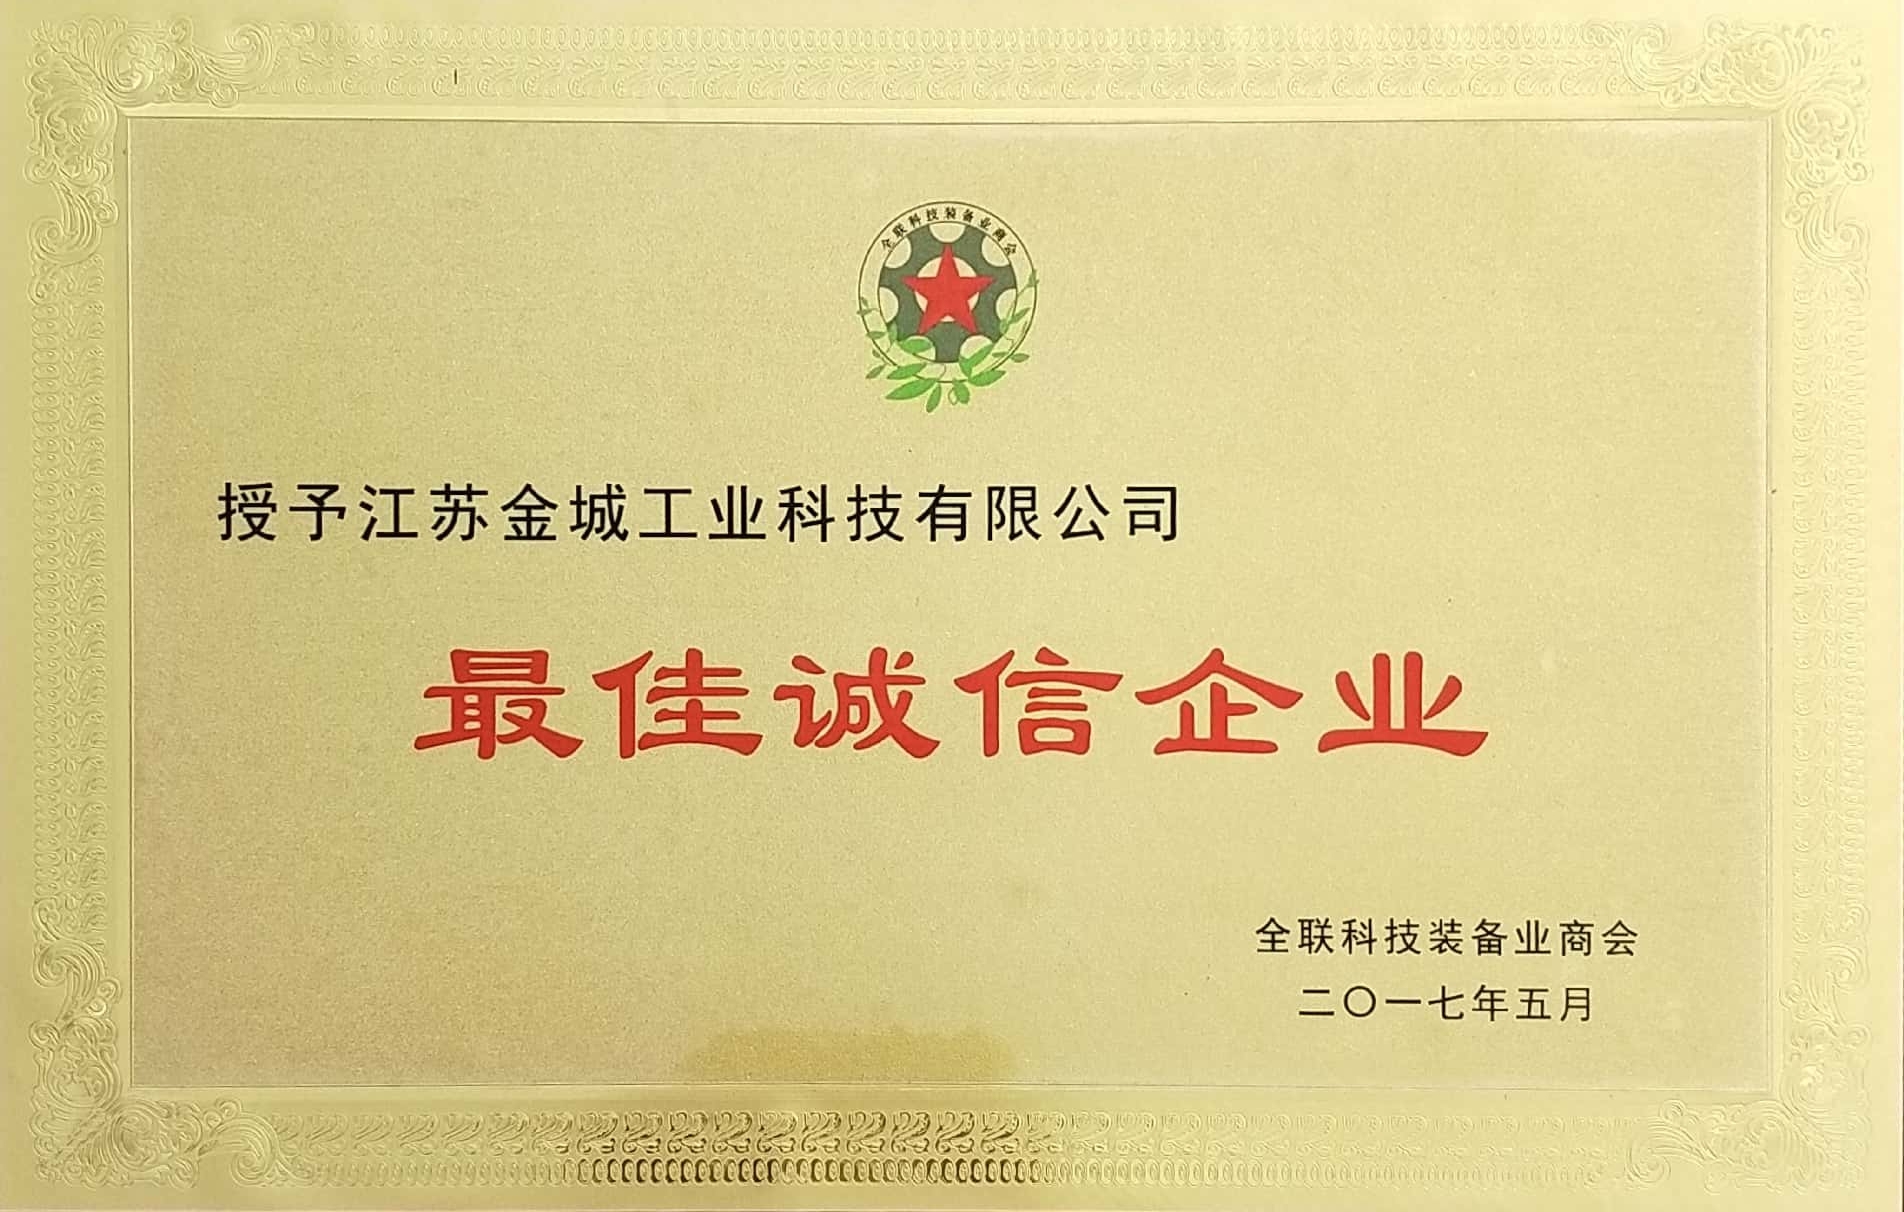 全联科技装备业商会
授予江苏金城工业科技有限公司
最佳诚信企业
全联科技装备业商会
二〇一七年五月